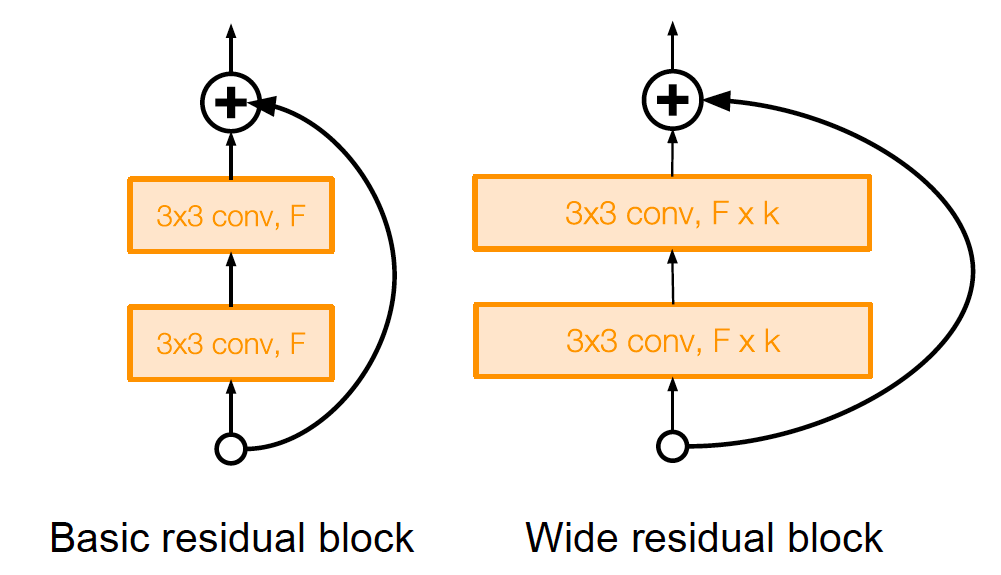 3x3 conv, F
3x3 conv, F
Basic residual block
3x3 conv, F x k
3x3 conv, F x k
Wide residual block